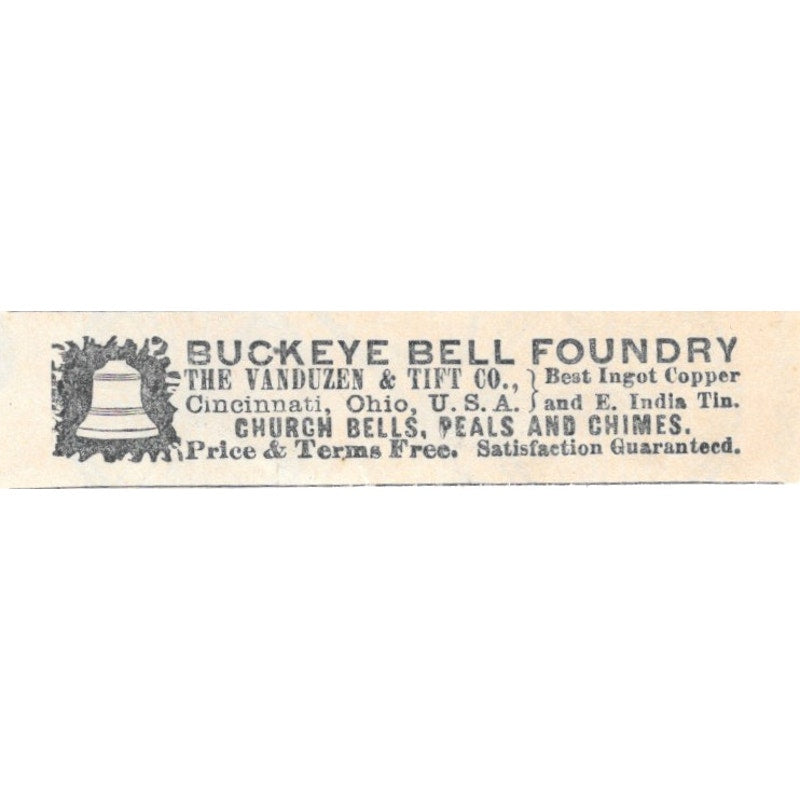 BUCKEYE BELL FOUNDRY
THE VANDUZEN & TIFT CO., } Best Ingot Copper
Cincinnati, Ohio, U. S. A. } and E. India Tin.
CHURCH BELLS, PEALS AND CHIMES.
Price & Terms Free. Satisfaction Guaranteed.